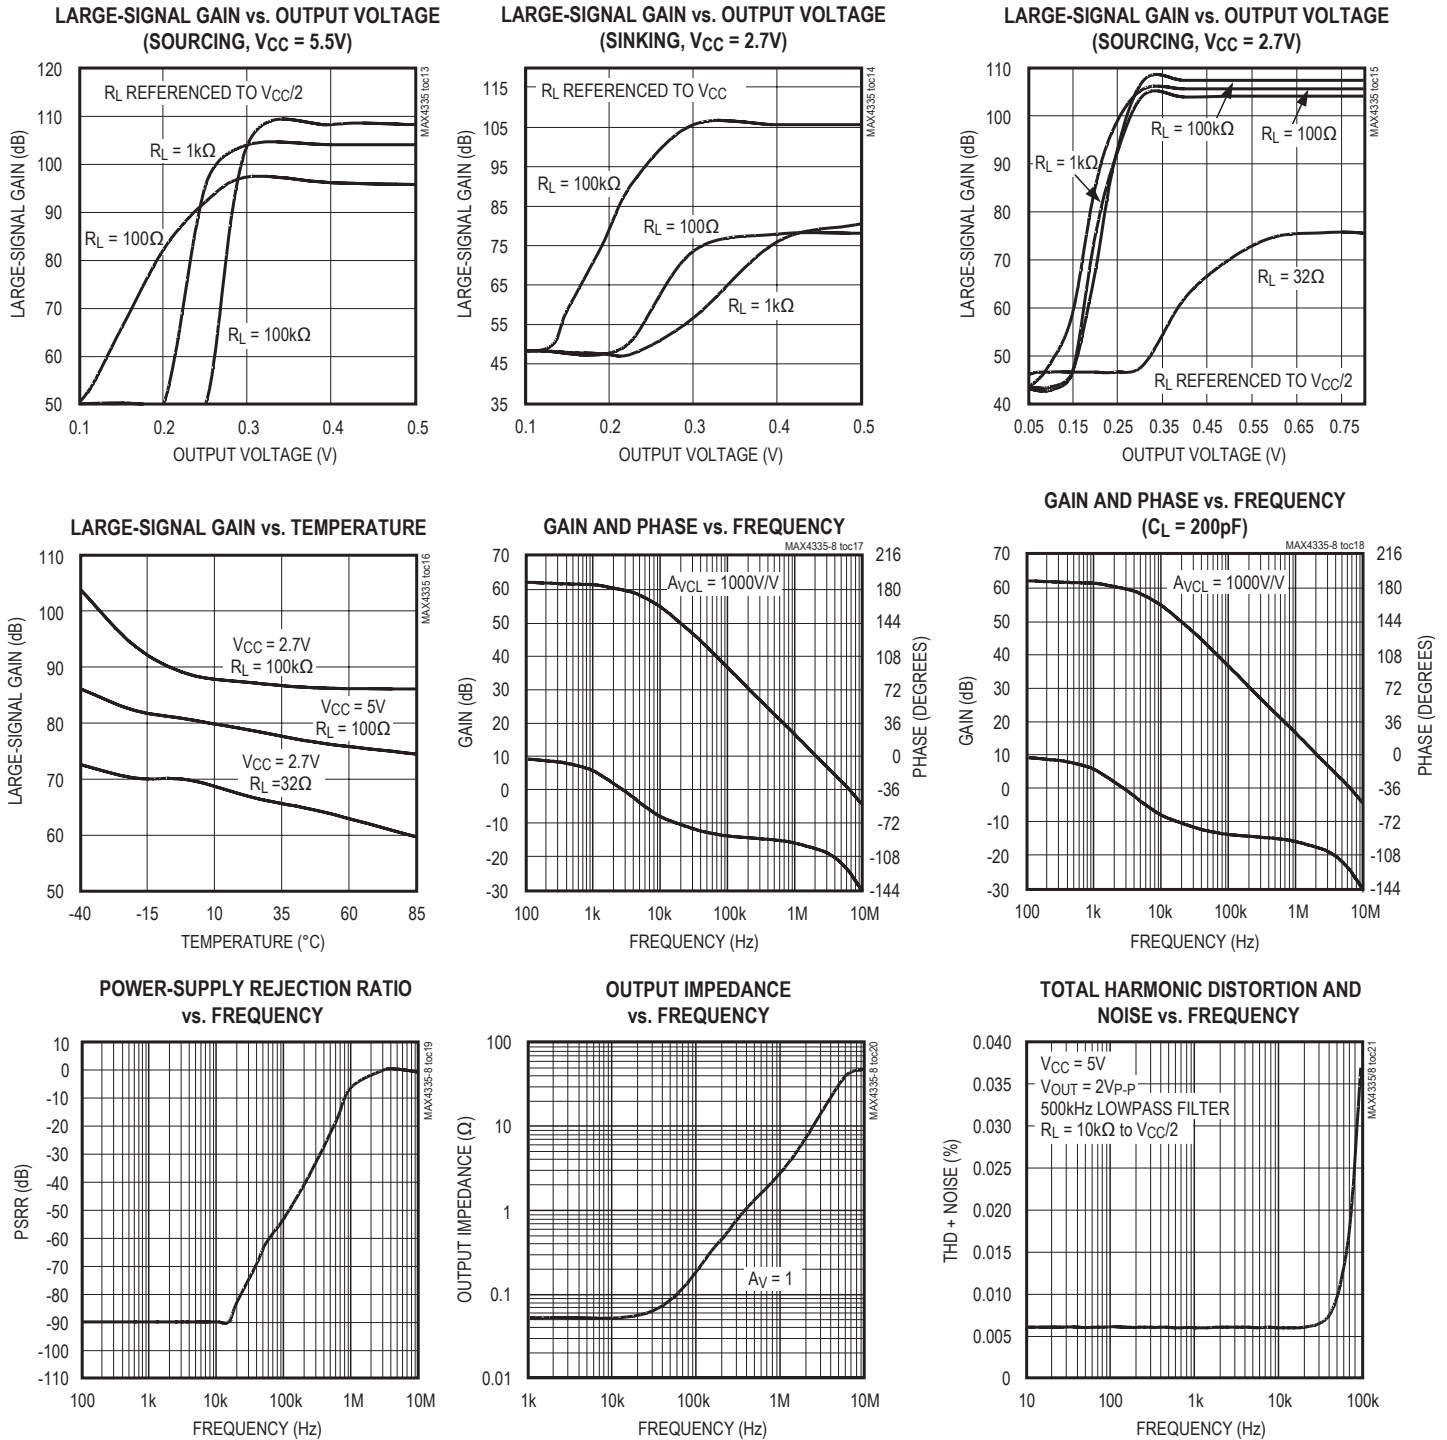 LARGE-SIGNAL GAIN vs. OUTPUT VOLTAGE
(SOURCING, VCC = 5.5V)
MAX4335 toc13
RL REFERENCED TO VCC/2
RL = 1kΩ
RL = 100Ω
RL = 100kΩ
LARGE-SIGNAL GAIN (dB)
120
110
100
90
80
70
60
50
0.1 0.2 0.3 0.4 0.5
OUTPUT VOLTAGE (V)
LARGE-SIGNAL GAIN vs. OUTPUT VOLTAGE
(SINKING, VCC = 2.7V)
MAX4335 toc14
RL REFERENCED TO VCC
RL = 100kΩ
RL = 100Ω
RL = 1kΩ
LARGE-SIGNAL GAIN (dB)
115
105
95
85
75
65
55
45
35
0.1 0.2 0.3 0.4 0.5
OUTPUT VOLTAGE (V)
LARGE-SIGNAL GAIN vs. OUTPUT VOLTAGE
(SOURCING, VCC = 2.7V)
MAX4335 toc15
RL = 100kΩ
RL = 100Ω
RL = 1kΩ
RL = 32Ω
RL REFERENCED TO VCC/2
LARGE-SIGNAL GAIN (dB)
110
100
90
80
70
60
50
40
0.05 0.15 0.25 0.35 0.45 0.55 0.65 0.75
OUTPUT VOLTAGE (V)
LARGE-SIGNAL GAIN vs. TEMPERATURE
MAX4335 toc16
VCC = 2.7V
RL = 100kΩ
VCC = 5V
RL = 100Ω
VCC = 2.7V
RL =32Ω
LARGE-SIGNAL GAIN (dB)
110
100
90
80
70
60
50
-40 -15 10 35 60 85
TEMPERATURE (°C)
GAIN AND PHASE vs. FREQUENCY
MAX4335-8 toc17
AVCL = 1000V/V
GAIN (dB)
70
60
50
40
30
20
10
0
-10
-20
-30
216
180
144
108
72
36
0
-36
-72
-108
-144
PHASE (DEGREES)
100 1k 10k 100k 1M 10M
FREQUENCY (Hz)
GAIN AND PHASE vs. FREQUENCY
(CL = 200pF)
MAX4335-8 toc18
AVCL = 1000V/V
GAIN (dB)
70
60
50
40
30
20
10
0
-10
-20
-30
216
180
144
108
72
36
0
-36
-72
-108
-144
PHASE (DEGREES)
100 1k 10k 100k 1M 10M
FREQUENCY (Hz)
POWER-SUPPLY REJECTION RATIO
vs. FREQUENCY
MAX4335-8 toc19
PSRR (dB)
10
0
-10
-20
-30
-40
-50
-60
-70
-80
-90
-100
-110
100 1k 10k 100k 1M 10M
FREQUENCY (Hz)
OUTPUT IMPEDANCE
vs. FREQUENCY
MAX4335-8 toc20
AV = 1
OUTPUT IMPEDANCE (Ω)
100
10
1
0.1
0.01
1k 10k 100k 1M 10M
FREQUENCY (Hz)
TOTAL HARMONIC DISTORTION AND
NOISE vs. FREQUENCY
MAX4335/8 toc21
VCC = 5V
VOUT = 2VP-P
500kHz LOWPASS FILTER
RL = 10kΩ to VCC/2
THD + NOISE (%)
0.040
0.035
0.030
0.025
0.020
0.015
0.010
0.005
0
10 100 1k 10k 100k
FREQUENCY (Hz)